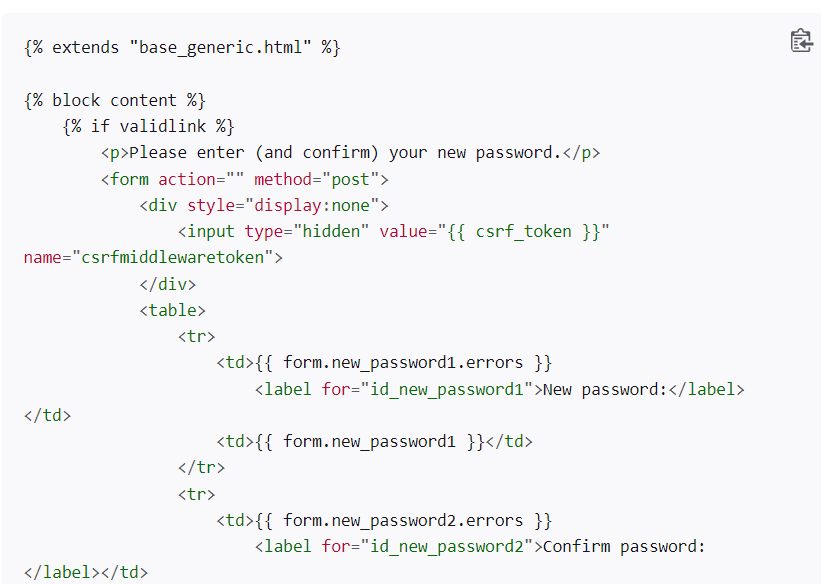 {% extends "base_generic.html" %}

{% block content %}
    {% if validlink %}
        <p>Please enter (and confirm) your new password.</p>
        <form action="" method="post">
            <div style="display:none">
                <input type="hidden" value="{{ csrf_token }}"
name="csrfmiddlewaretoken">
            </div>
            <table>
                <tr>
                    <td>{{ form.new_password1.errors }}
                        <label for="id_new_password1">New password:</label>
</td>
                    <td>{{ form.new_password1 }}</td>
                </tr>
                <tr>
                    <td>{{ form.new_password2.errors }}
                        <label for="id_new_password2">Confirm password:
</label></td>